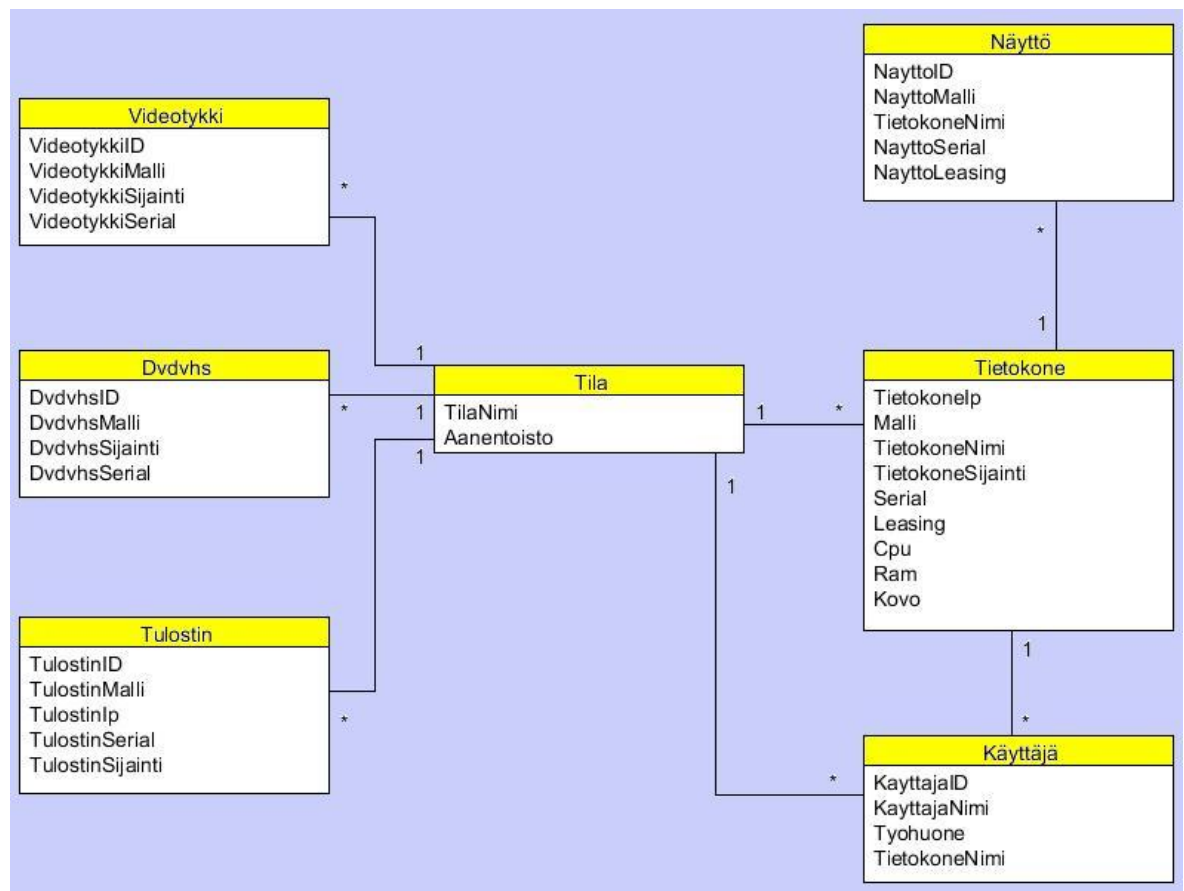 Näyttö
NayttoID
NayttoMalli
TietokoneNimi
NayttoSerial
NayttoLeasing
*
1
Videotykki
VideotykkiID
VideotykkiMalli
VideotykkiSijainti
VideotykkiSerial
*
1
Dvdvhs
DvdvhsID
DvdvhsMalli
DvdvhsSijainti
DvdvhsSerial
*
1
Tila
TilaNimi
Aanentoisto
1
1
*
1
Tietokone
TietokoneIp
Malli
TietokoneNimi
TietokoneSijainti
Serial
Leasing
Cpu
Ram
Kovo
1
*
Tulostin
TulostinID
TulostinMalli
TulostinIp
TulostinSerial
TulostinSijainti
*
*
Käyttäjä
KayttajaID
KayttajaNimi
Tyohuone
TietokoneNimi